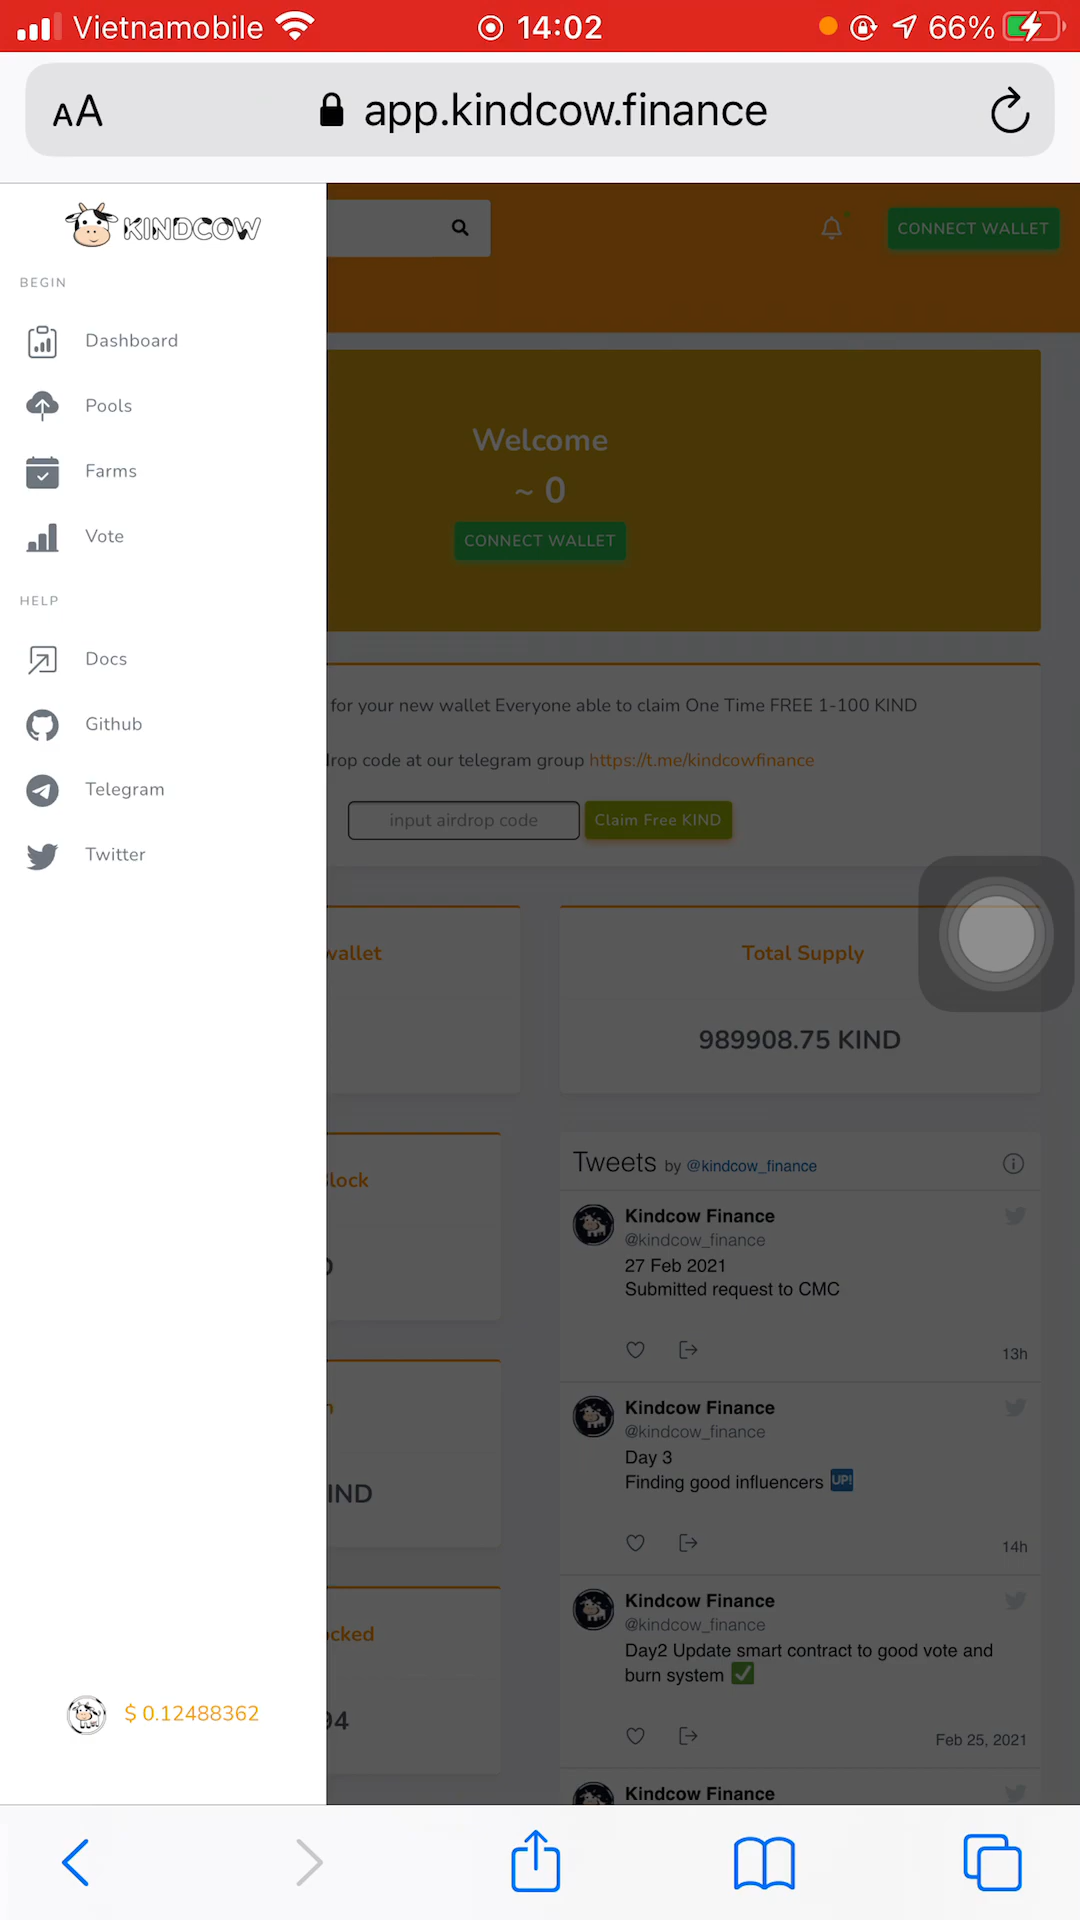 Vietnamobile 14:02 66%
AA app.kindcow.finance
KINDCOW
CONNECT WALLET
BEGIN
Dashboard
Pools
Farms
Vote
HELP
Docs
Github
Telegram
Twitter
$ 0.12488362
Welcome
~ 0
CONNECT WALLET
for your new wallet Everyone able to claim One Time FREE 1-100 KIND
drop code at our telegram group https://t.me/kindcowfinance
input airdrop code Claim Free KIND
wallet
Total Supply
989908.75 KIND
lock
IND
cked
94
Tweets by @kindcow_finance
Kindcow Finance
@kindcow_finance
27 Feb 2021
Submitted request to CMC
13h
Kindcow Finance
@kindcow_finance
Day 3
Finding good influencers UP!
14h
Kindcow Finance
@kindcow_finance
Day2 Update smart contract to good vote and
burn system ✅
Feb 25, 2021
Kindcow Finance